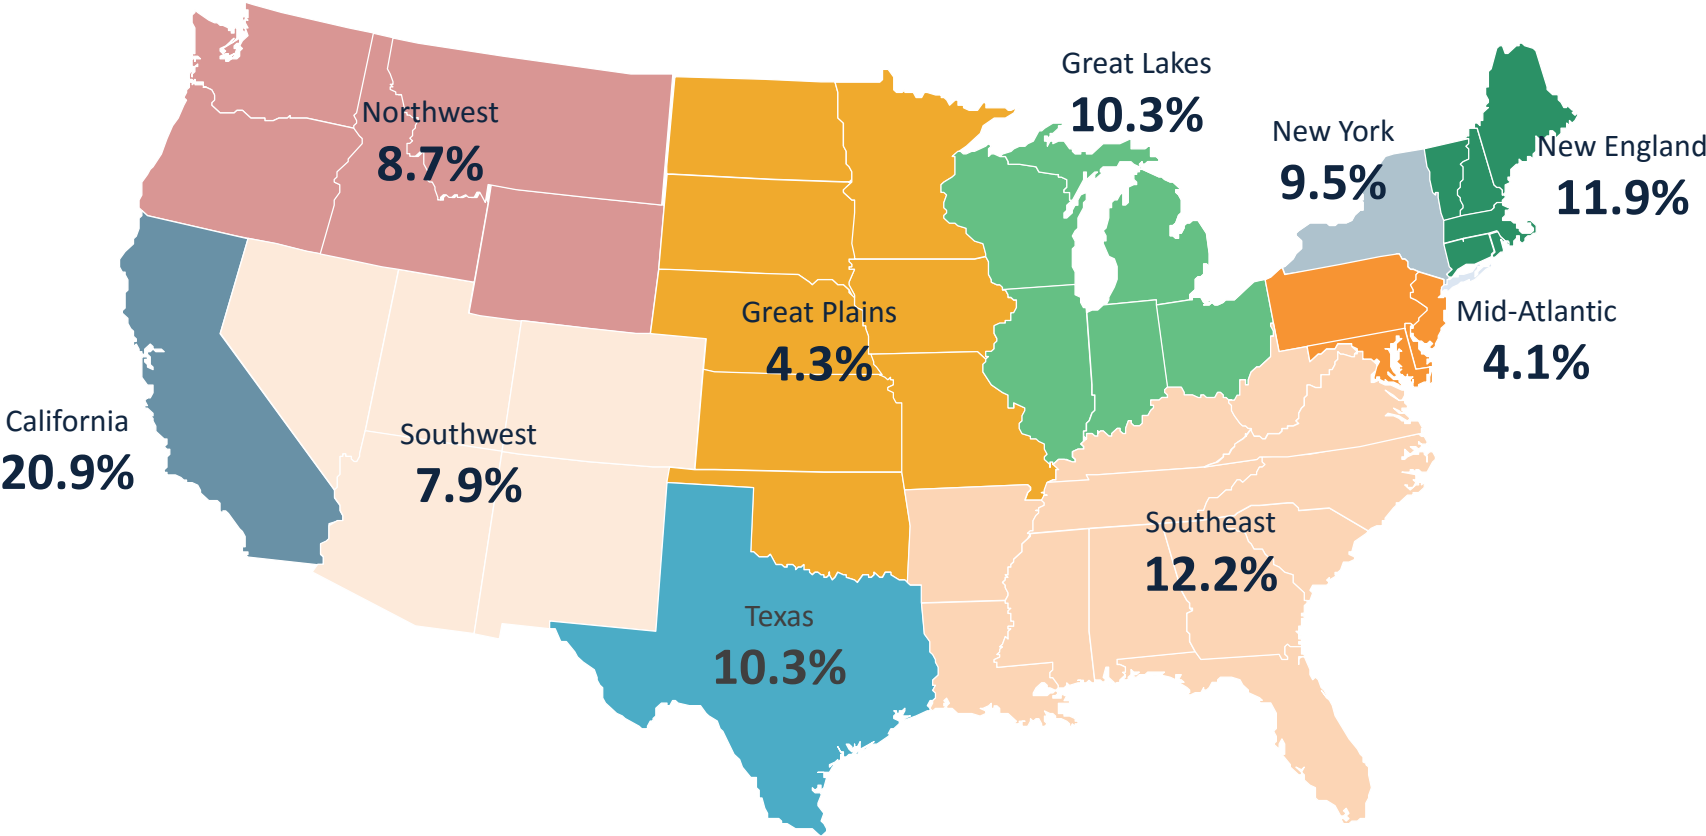 Great Lakes
10.3%
Northwest
8.7%
New York
9.5%
New England
11.9%
Great Plains
4.3%
Mid-Atlantic
4.1%
California
20.9%
Southwest
7.9%
Southeast
12.2%
Texas
10.3%